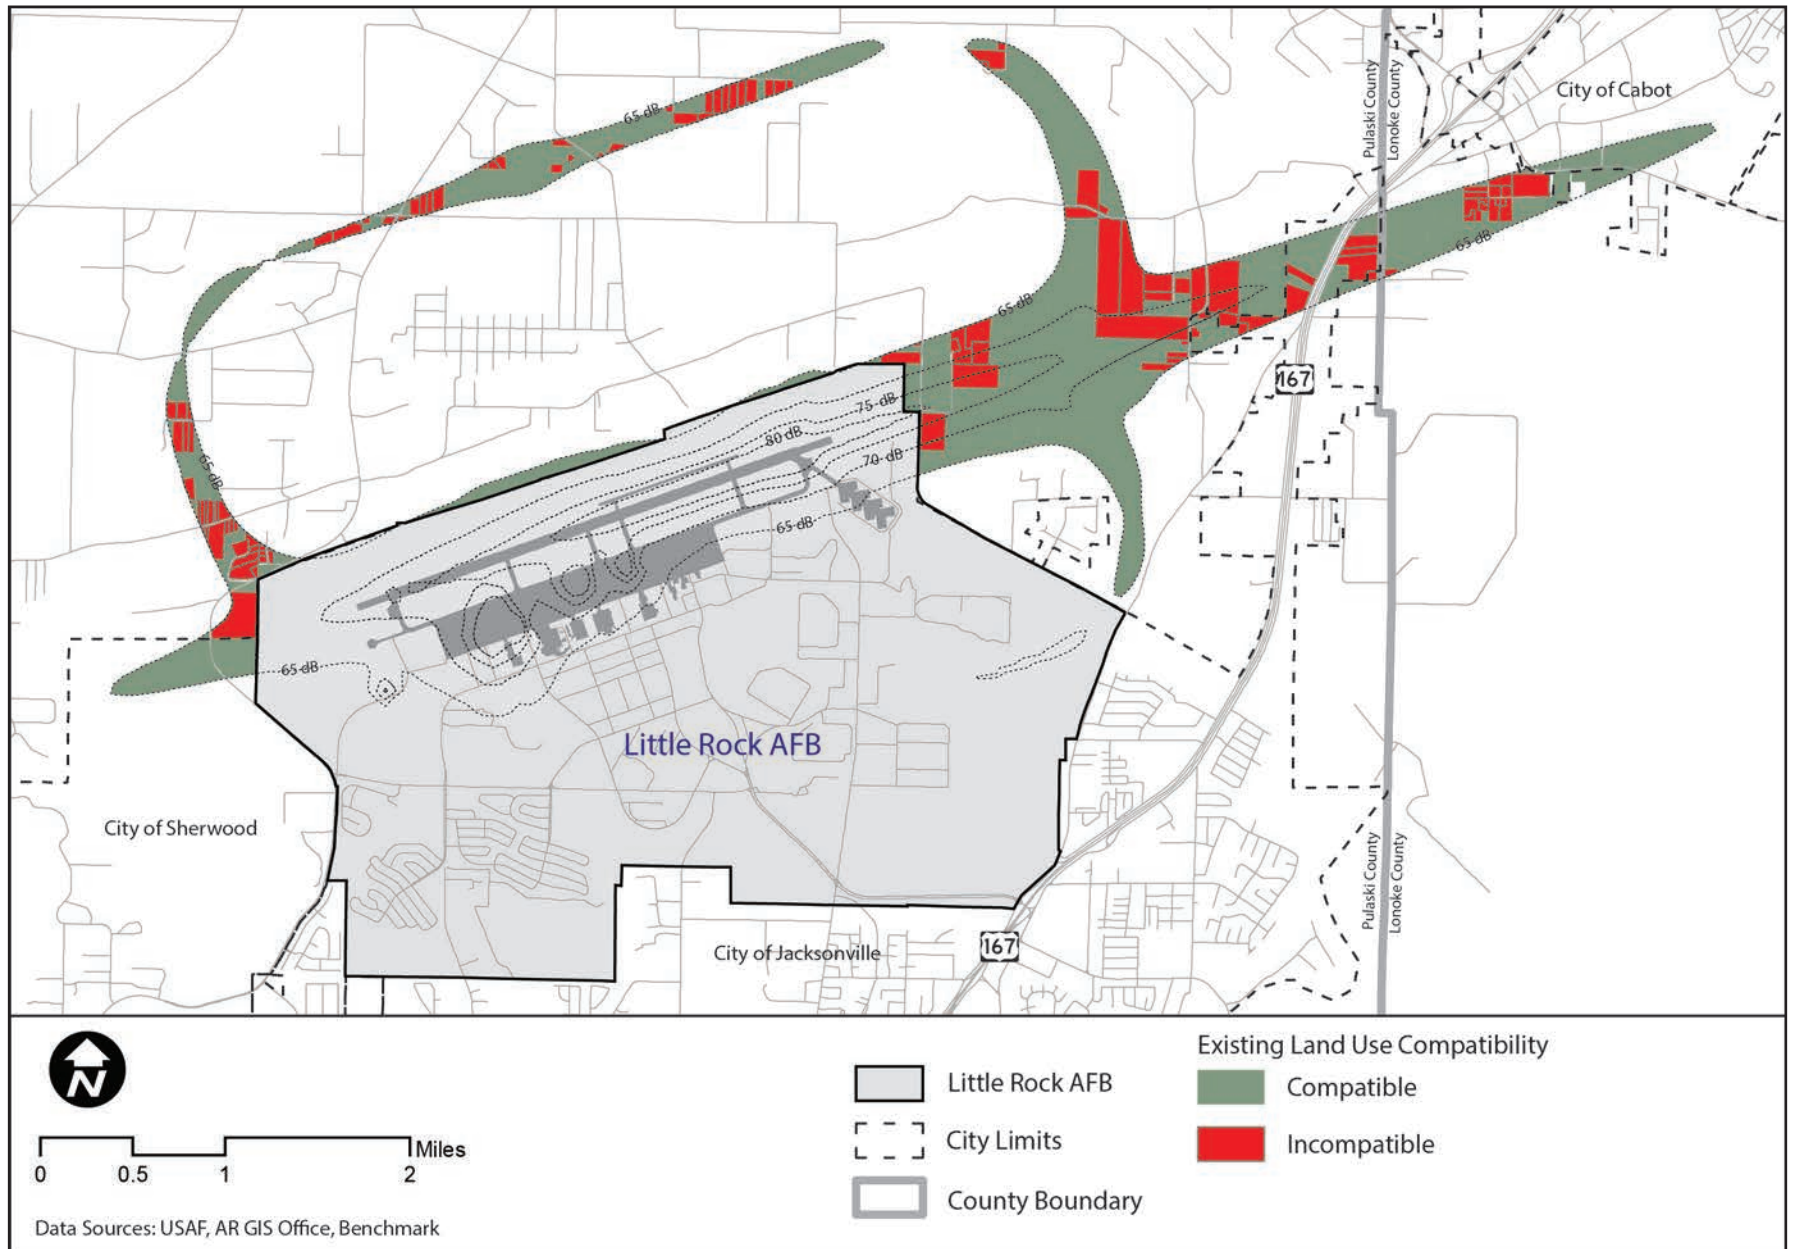 65 dB
Pulaski County
Lonoke County
City of Cabot
65 dB
65 dB
167
75 dB
80 dB
70 dB
65 dB
65 dB
65 dB
Little Rock AFB
City of Sherwood
Pulaski County
Lonoke County
City of Jacksonville
167
N
Miles
0 0.5 1 2
Data Sources: USAF, AR GIS Office, Benchmark
Little Rock AFB
City Limits
County Boundary
Existing Land Use Compatibility
Compatible
Incompatible